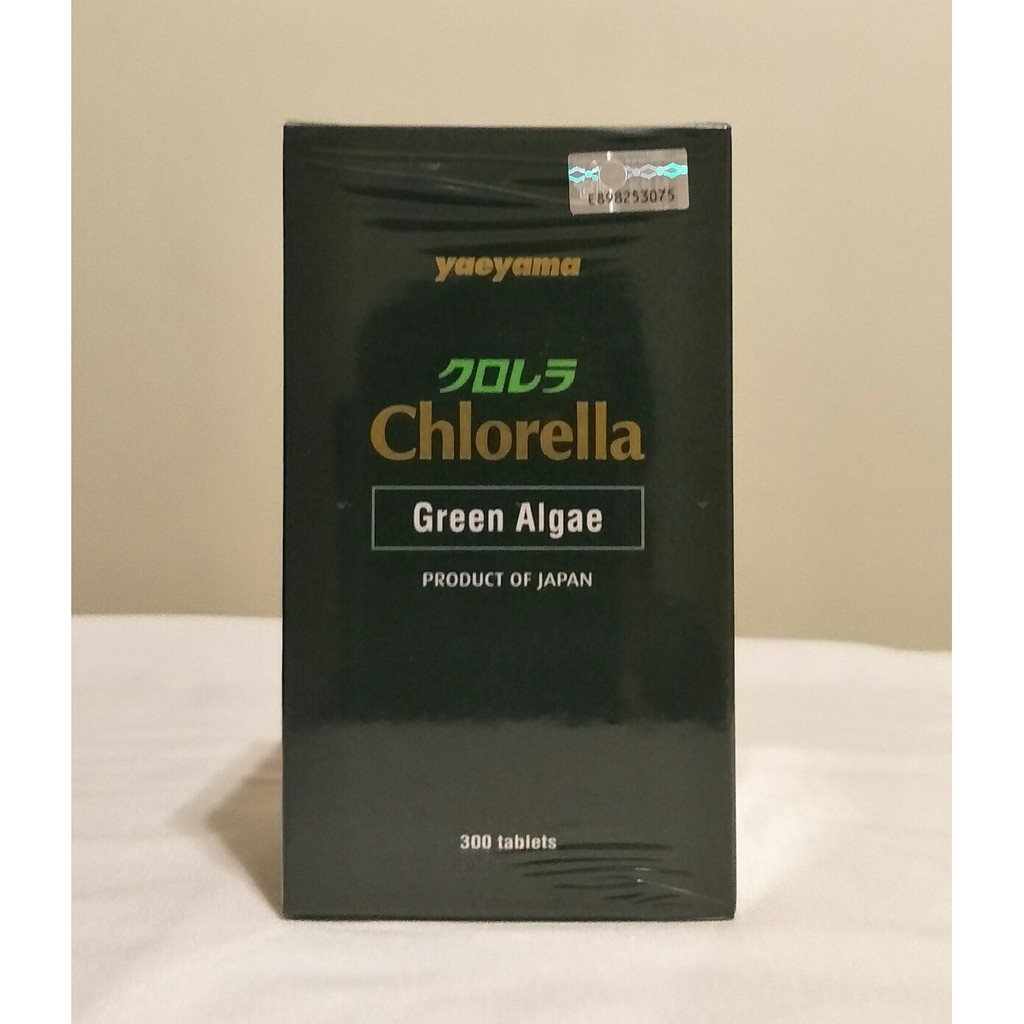 E898253075
yaeyama
クロレラ
Chlorella
Green Algae
PRODUCT OF JAPAN
300 tablets